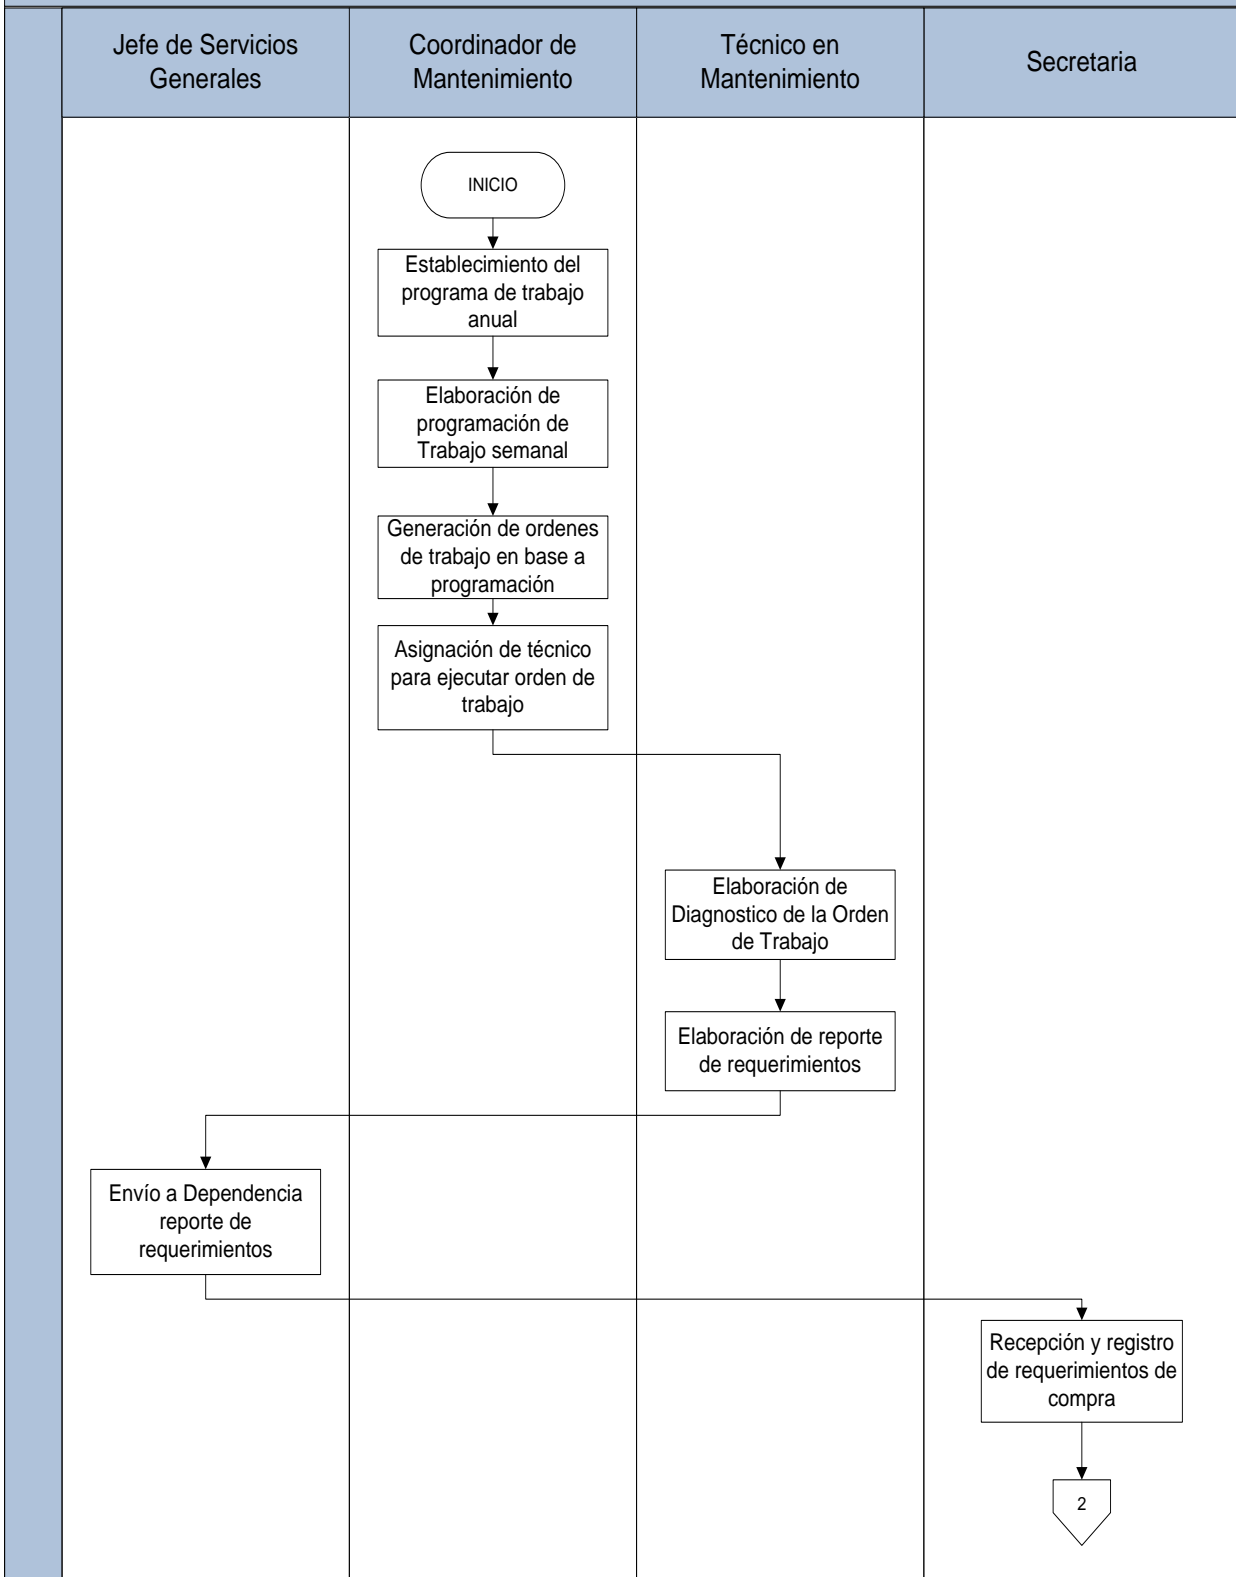 Jefe de Servicios
Generales
Coordinador de
Mantenimiento
Técnico en
Mantenimiento
Secretaria
INICIO
Establecimiento del
programa de trabajo
anual
Elaboración de
programación de
Trabajo semanal
Generación de ordenes
de trabajo en base a
programación
Asignación de técnico
para ejecutar orden de
trabajo
Elaboración de
Diagnostico de la Orden
de Trabajo
Elaboración de reporte
de requerimientos
Envío a Dependencia
reporte de
requerimientos
Recepción y registro
de requerimientos de
compra
2